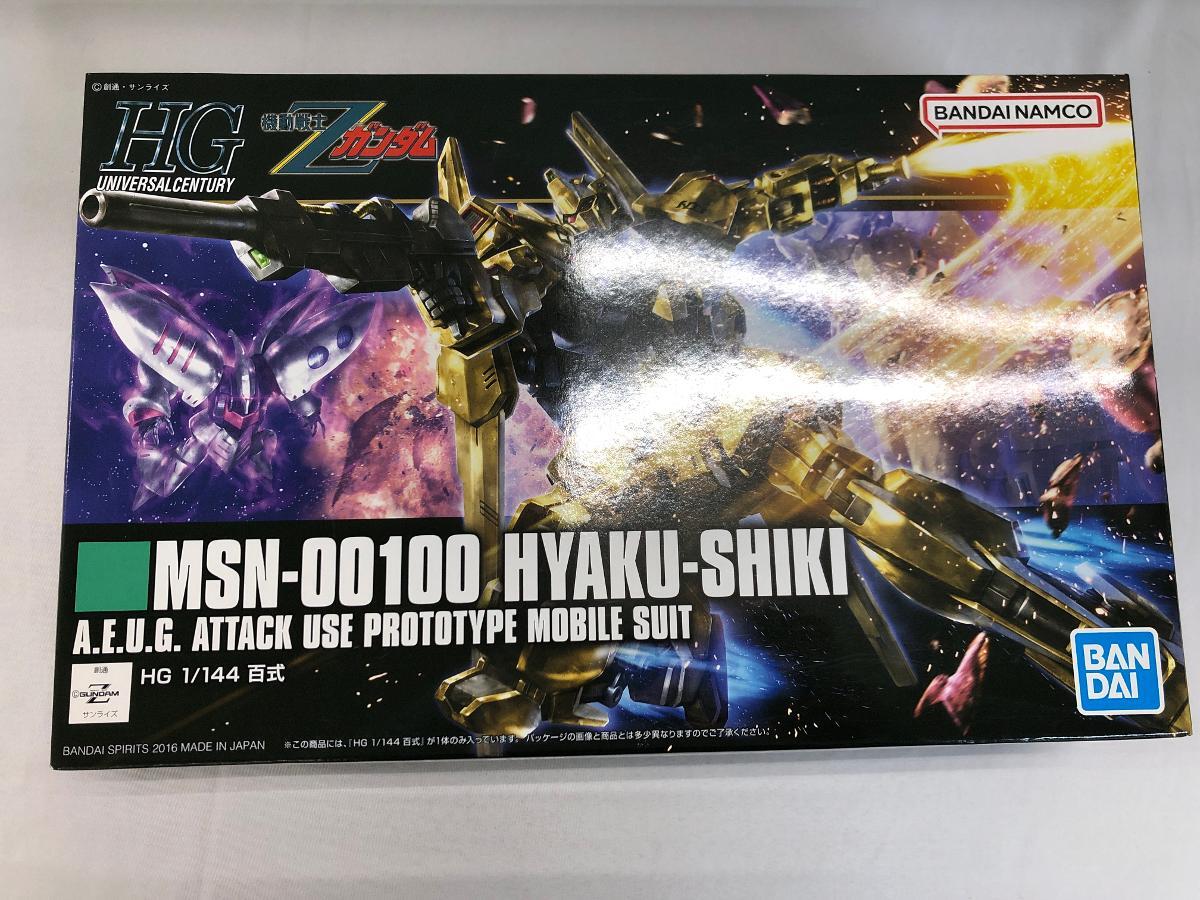 ©創通・サンライズ
HG
UNIVERSAL CENTURY
機動戦士
Zガンダム
BANDAI NAMCO
MSN-00100 HYAKU-SHIKI
A.E.U.G. ATTACK USE PROTOTYPE MOBILE SUIT
創通
©GUNDAM
Z
サンライズ
HG 1/144 百式
BAN
DAI
BANDAI SPIRITS 2016 MADE IN JAPAN
※この商品には、『HG 1/144 百式』が1体のみ入っています。パッケージの画像と商品とは多少異なりますのでご了承ください。